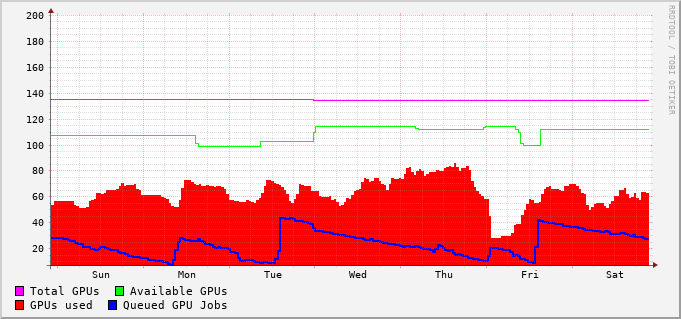 200
180
160
140
120
100
80
60
40
20
Sun Mon Tue Wed Thu Fri Sat
Total GPUs Available GPUs
GPUs used Queued GPU Jobs
RRDTOOL / TOBI OETIKER